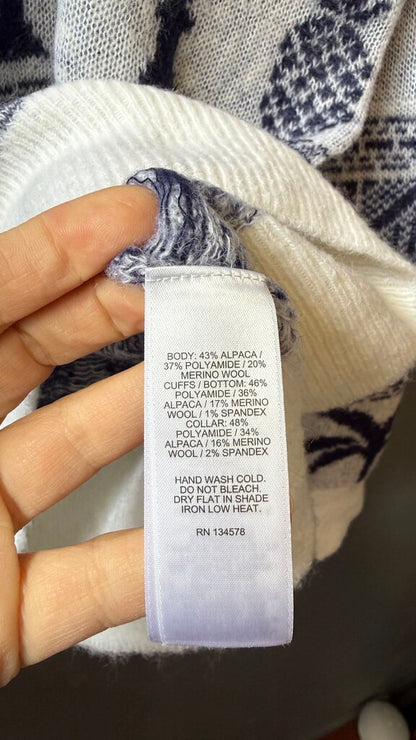 BODY: 43% ALPACA /
37% POLYAMIDE / 20%
MERINO WOOL
CUFFS / BOTTOM: 46%
POLYAMIDE / 36%
ALPACA / 17% MERINO
WOOL / 1% SPANDEX
COLLAR: 48%
POLYAMIDE / 34%
ALPACA / 16% MERINO
WOOL / 2% SPANDEX
HAND WASH COLD.
DO NOT BLEACH.
DRY FLAT IN SHADE
IRON LOW HEAT.
RN 134578